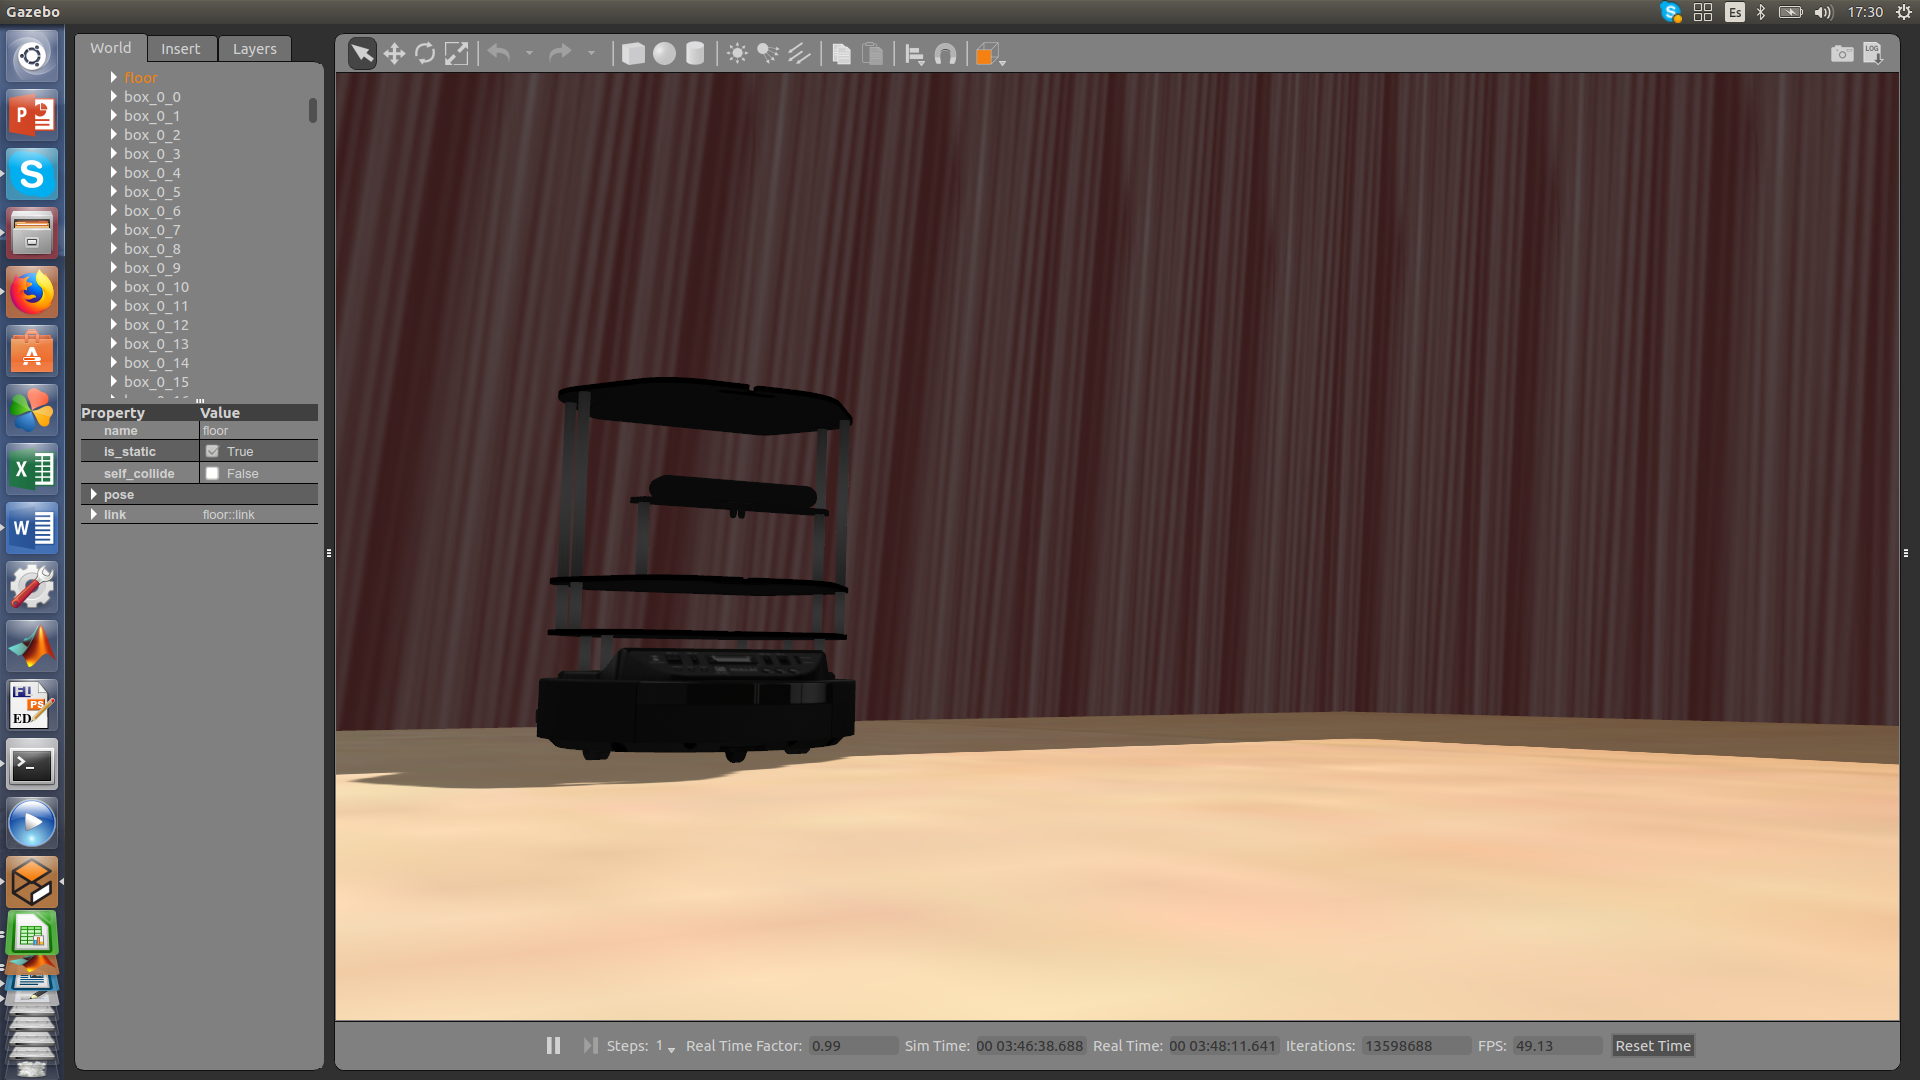 Gazebo
Es
17:30
World
Insert
Layers
floor
box_0_0
box_0_1
box_0_2
box_0_3
box_0_4
box_0_5
box_0_6
box_0_7
box_0_8
box_0_9
box_0_10
box_0_11
box_0_12
box_0_13
box_0_14
box_0_15
Property Value
name floor
is_static True
self_collide False
pose
link floor::link
LOG
Steps: 1 Real Time Factor: 0.99 Sim Time: 00 03:46:38.688 Real Time: 00 03:48:11.641 Iterations: 13598688 FPS: 49.13 Reset Time